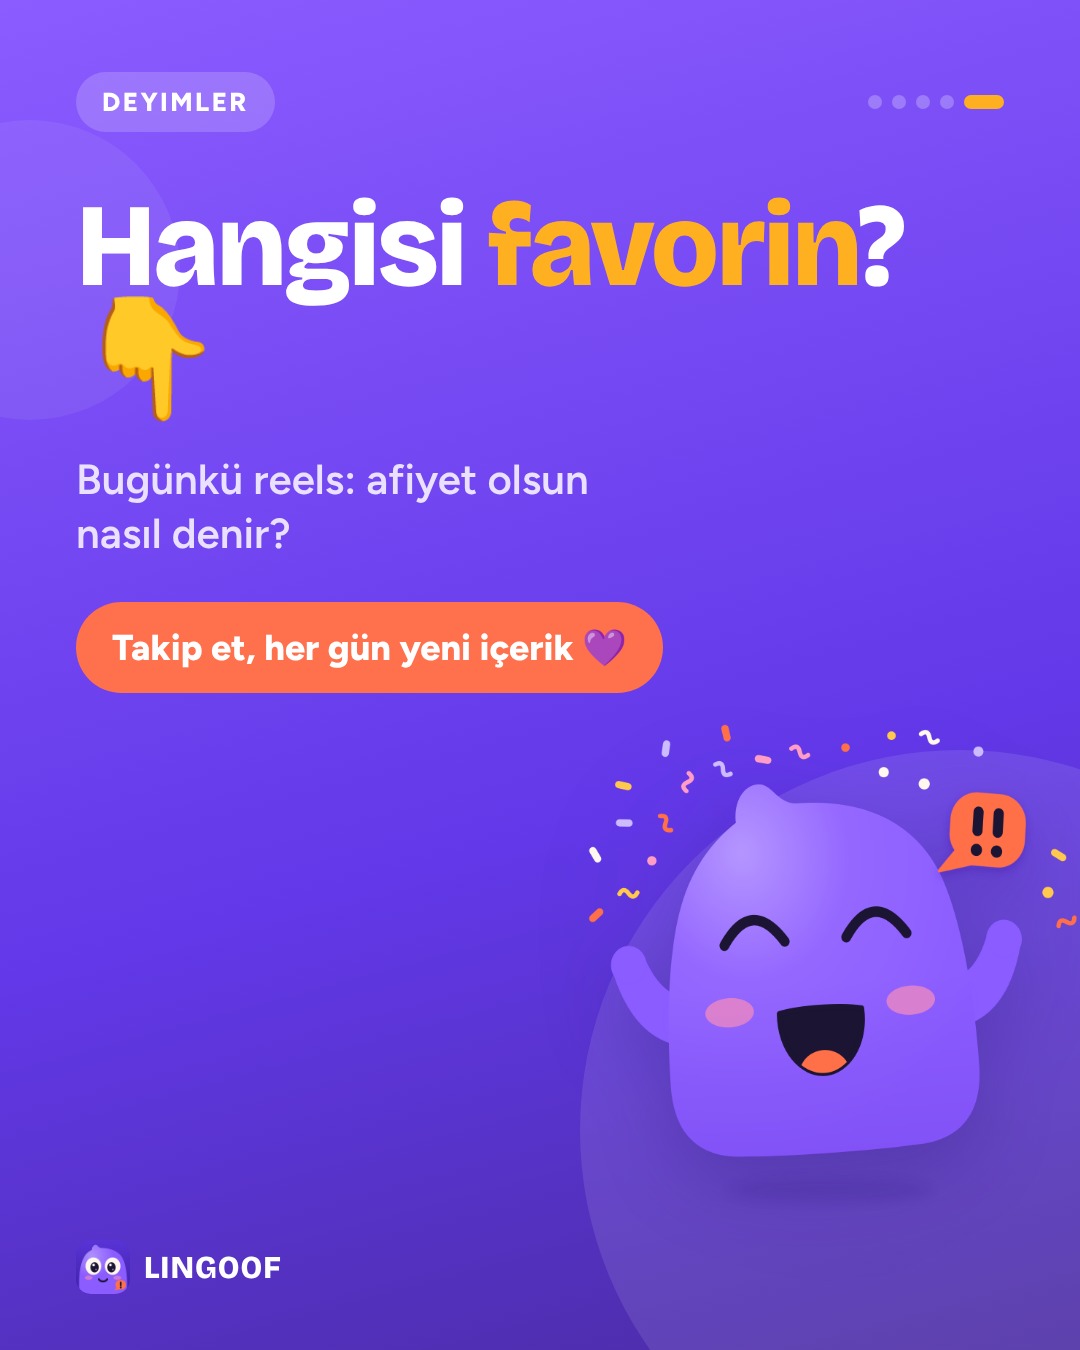 DEYIMLER
Hangisi favorin?
👇
Bugünkü reels: afiyet olsun
nasıl denir?
Takip et, her gün yeni içerik 💜
!!
LINGOOF